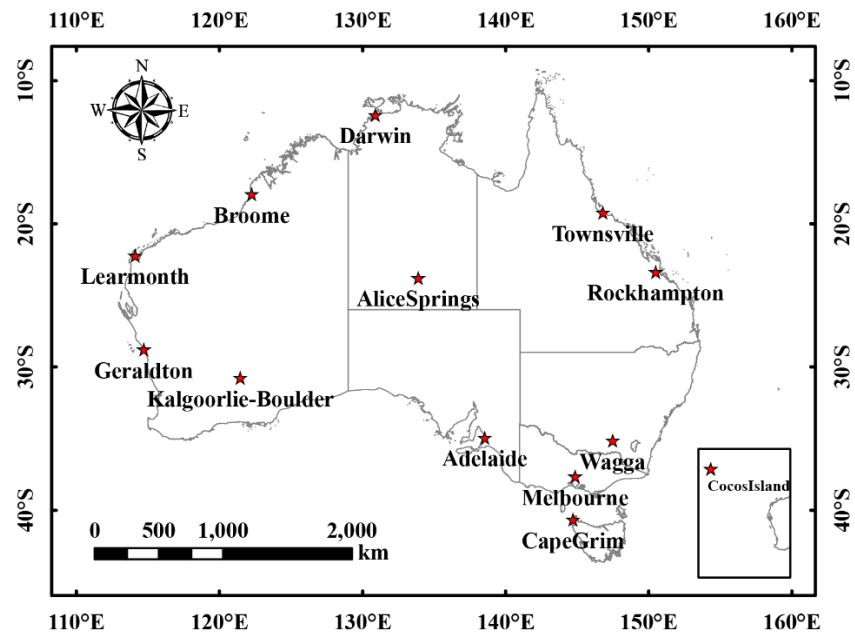 110°E 120°E 130°E 140°E 150°E 160°E
10°S 10°S
N
W E
S
Darwin
Broome
20°S 20°S
Townsville
Learmonth
AliceSprings
Rockhampton
Geraldton
30°S 30°S
Kalgoorlie-Boulder
Adelaide
Wagga
CocosIsland
Melbourne
40°S 40°S
0 500 1,000 2,000
CapeGrim
km
110°E 120°E 130°E 140°E 150°E 160°E